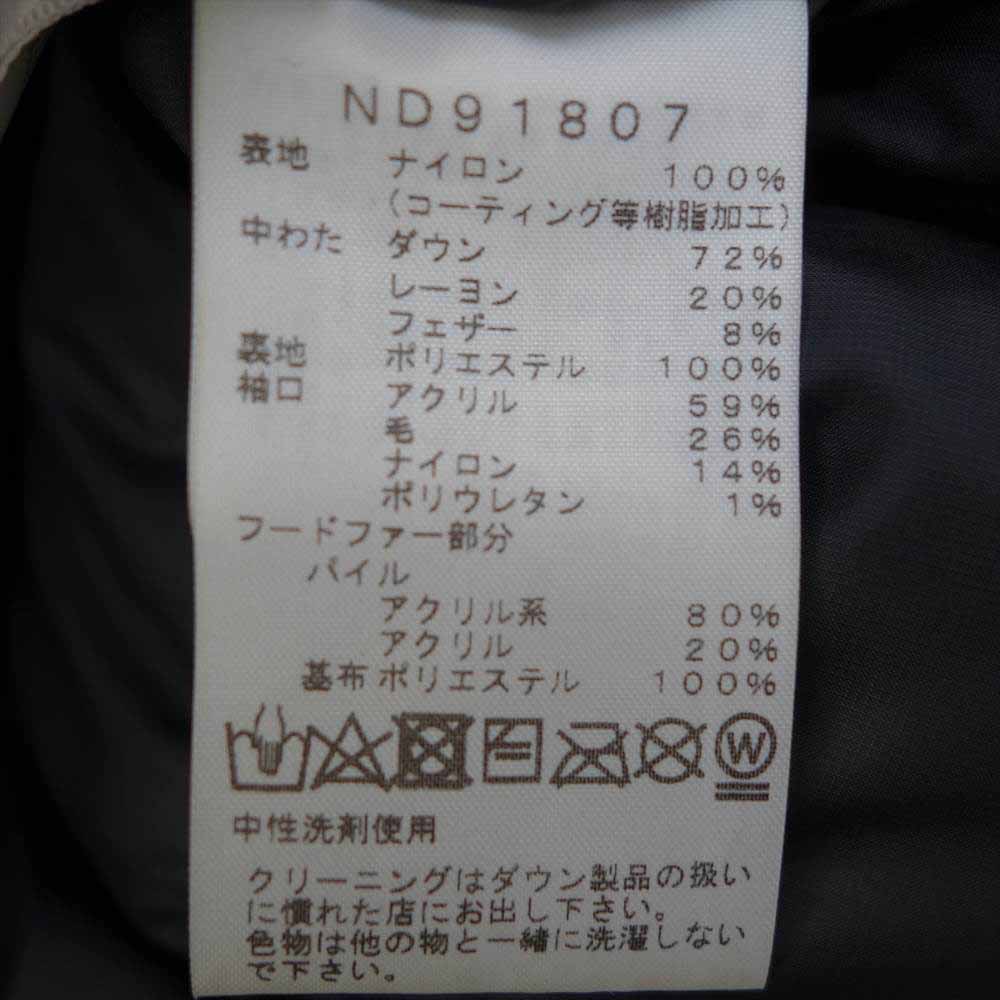 ND91807
表地 ナイロン 100%
(コーティング等樹脂加工)
中わた ダウン 72%
レーヨン 20%
フェザー 8%
裏地 ポリエステル 100%
袖口 アクリル 59%
毛 26%
ナイロン 14%
ポリウレタン 1%
フードファー部分
パイル
アクリル系 80%
アクリル 20%
基布 ポリエステル 100%
W
中性洗剤使用
クリーニングはダウン製品の扱い
に慣れた店にお出し下さい。
色物は他の物と一緒に洗濯しない
で下さい。